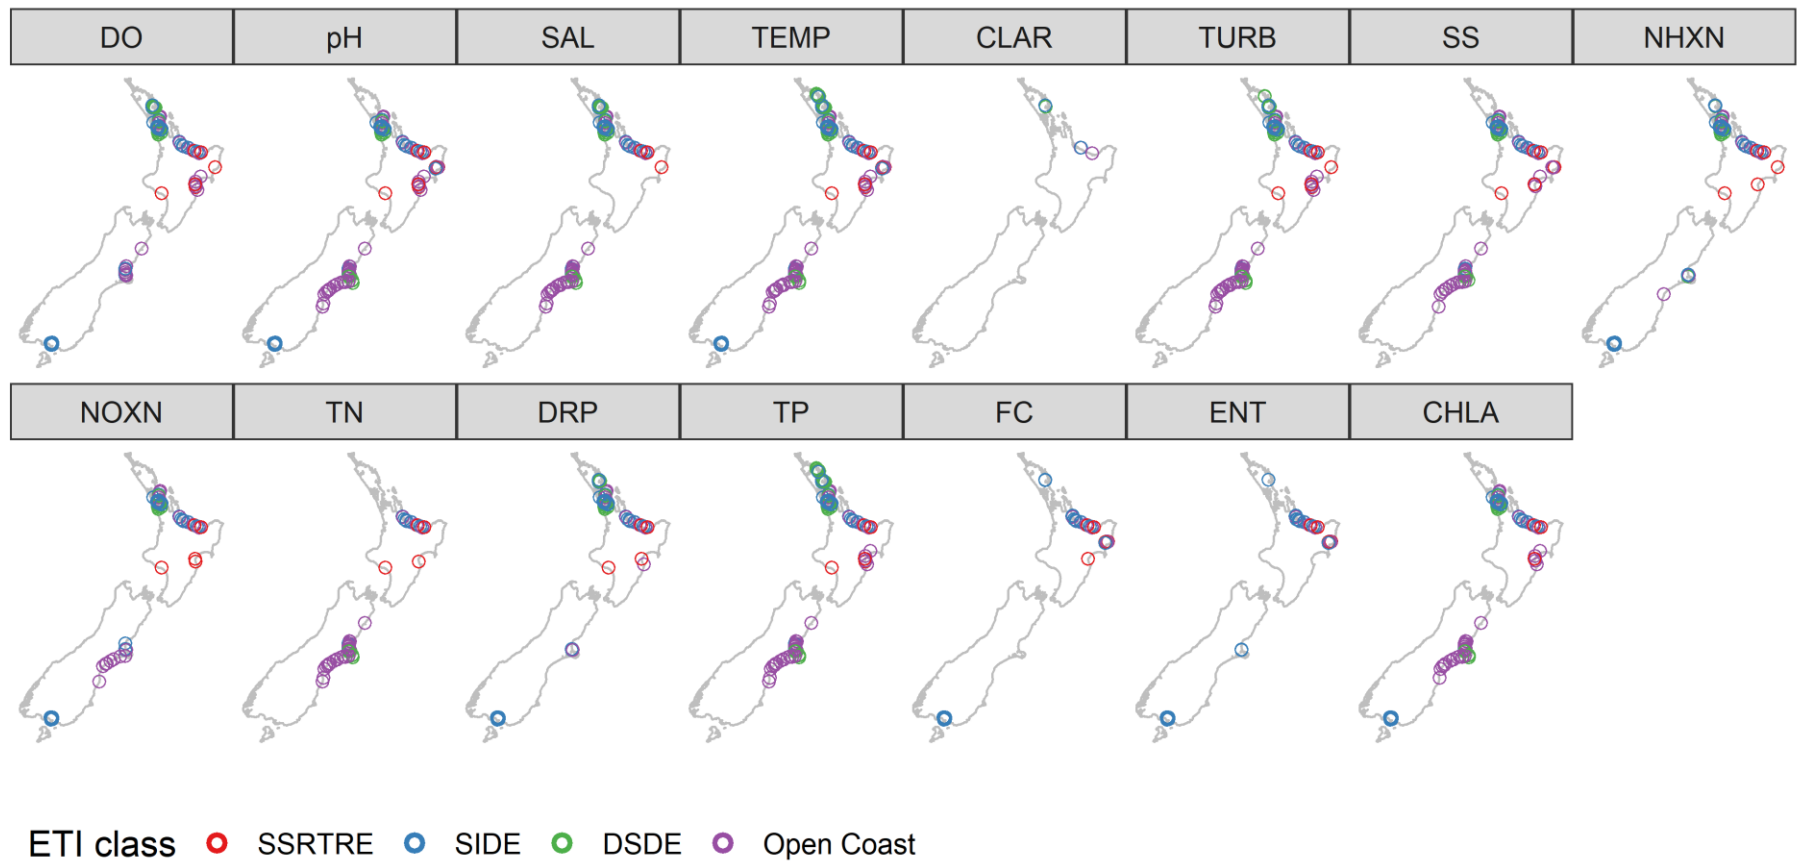 DO pH SAL TEMP CLAR TURB SS NHXN
NOXN TN DRP TP FC ENT CHLA
ETI class SSRTRE SIDE DSDE Open Coast